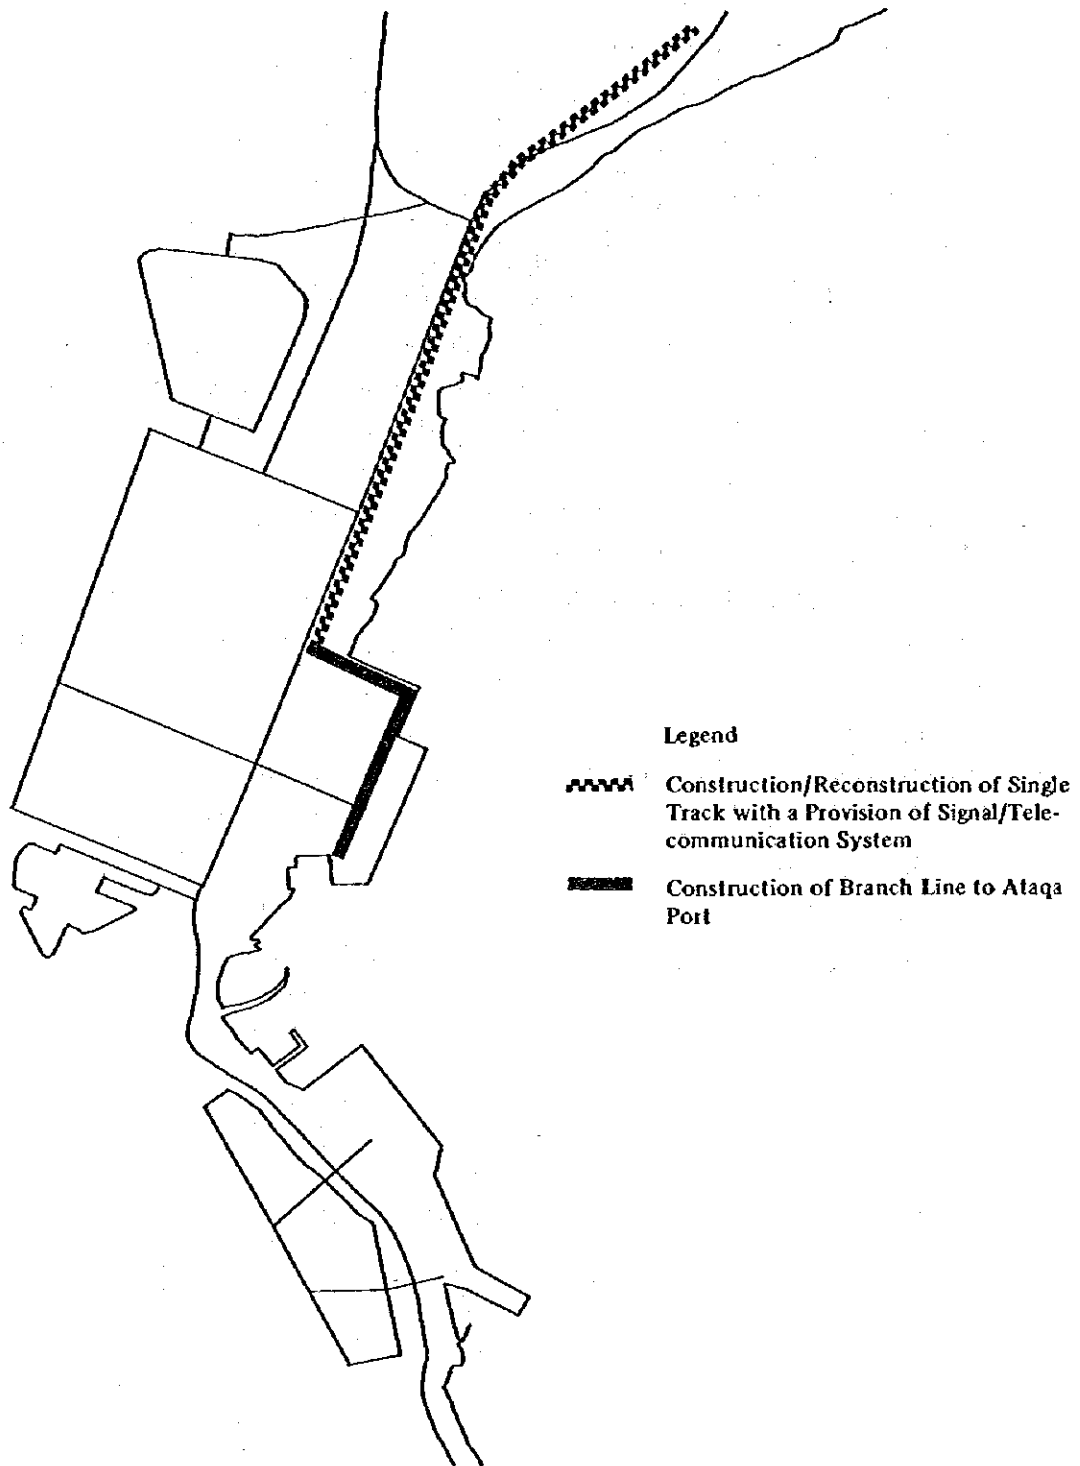 Legend
Construction/Reconstruction of Single
Track with a Provision of Signal/Tele-
communication System
Construction of Branch Line to Ataqa
Port